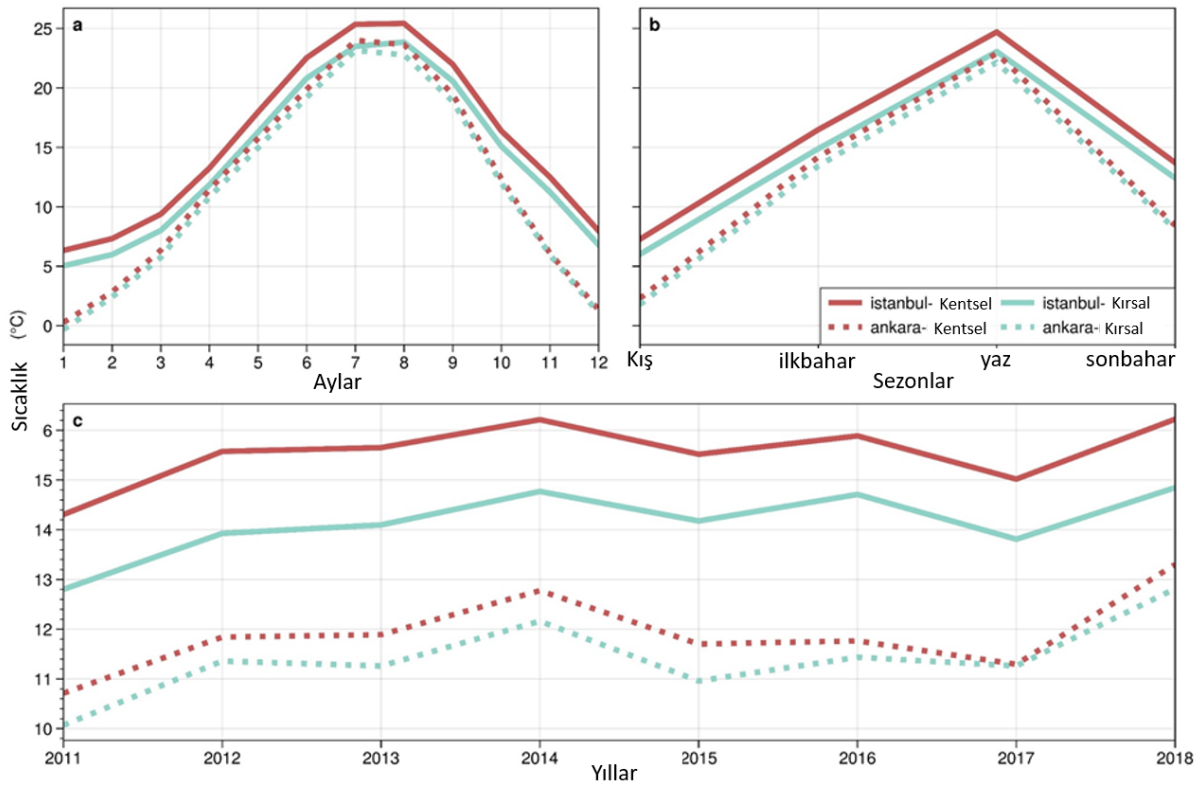 a
b
25
20
15
10
5
0
1 2 3 4 5 6 7 8 9 10 11 12
Aylar
Kış ilkbahar yaz sonbahar
Sezonlar
istanbul- Kentsel istanbul- Kırsal
ankara- Kentsel ankara- Kırsal
Sıcaklık (°C)
c
6
15
14
13
12
11
10
2011 2012 2013 2014 2015 2016 2017 2018
Yıllar